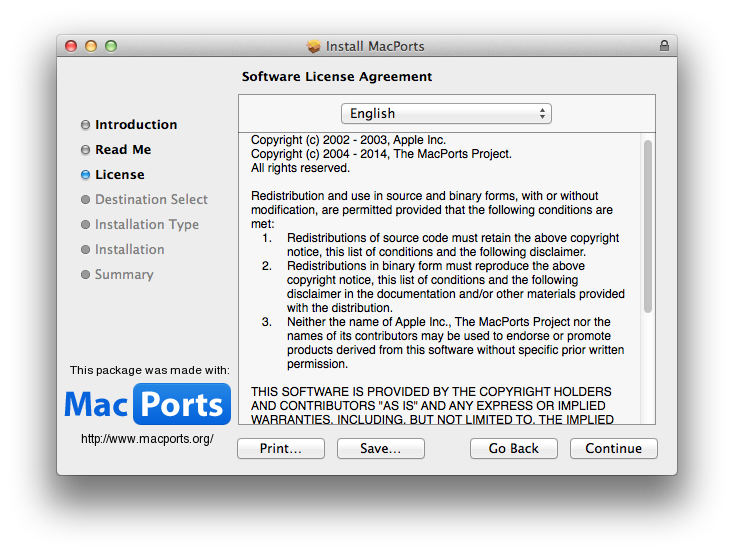 Install MacPorts
Software License Agreement
Introduction
Read Me
License
Destination Select
Installation Type
Installation
Summary
This package was made with:
Mac Ports
http://www.macports.org/
English
Copyright (c) 2002 - 2003, Apple Inc.
Copyright (c) 2004 - 2014, The MacPorts Project.
All rights reserved.
Redistribution and use in source and binary forms, with or without
modification, are permitted provided that the following conditions are
met:
1. Redistributions of source code must retain the above copyright
notice, this list of conditions and the following disclaimer.
2. Redistributions in binary form must reproduce the above
copyright notice, this list of conditions and the following
disclaimer in the documentation and/or other materials provided
with the distribution.
3. Neither the name of Apple Inc., The MacPorts Project nor the
names of its contributors may be used to endorse or promote
products derived from this software without specific prior written
permission.
THIS SOFTWARE IS PROVIDED BY THE COPYRIGHT HOLDERS
AND CONTRIBUTORS "AS IS" AND ANY EXPRESS OR IMPLIED
WARRANTIES, INCLUDING, BUT NOT LIMITED TO, THE IMPLIED
Print...
Save...
Go Back
Continue